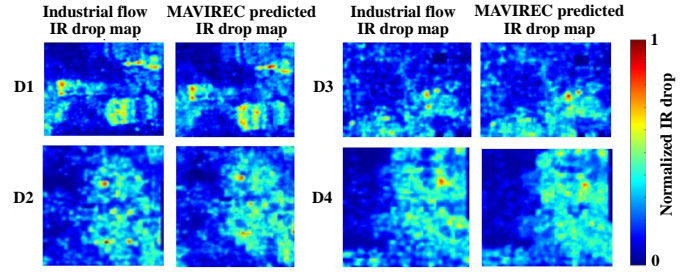 Industrial flow
IR drop map
MAVIREC predicted
IR drop map
Industrial flow
IR drop map
MAVIREC predicted
IR drop map
D1
D3
D2
D4
1
Normalized IR drop
0